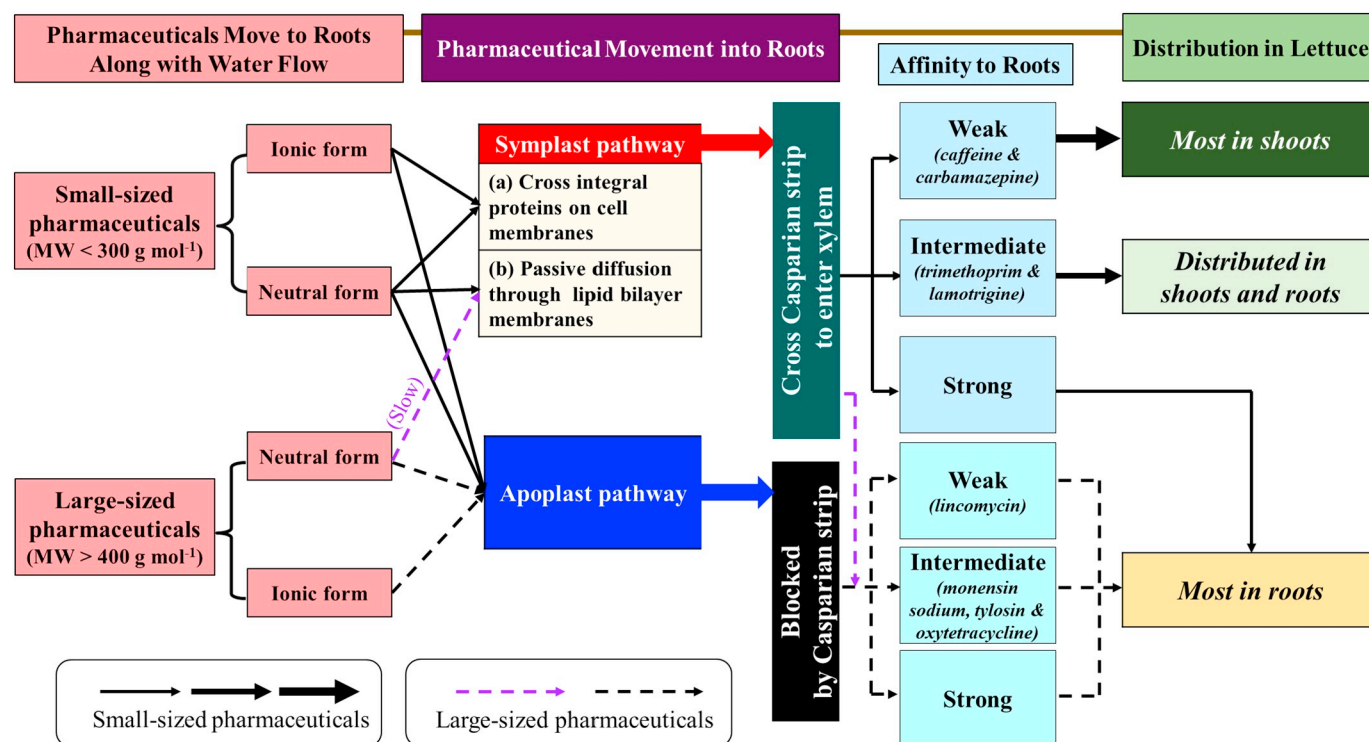 Pharmaceuticals Move to Roots
Along with Water Flow
Pharmaceutical Movement into Roots
Affinity to Roots
Distribution in Lettuce
Small-sized
pharmaceuticals
(MW < 300 g mol⁻¹)
Ionic form
Neutral form
Large-sized
pharmaceuticals
(MW > 400 g mol⁻¹)
Neutral form
Ionic form
(Slow)
Symplast pathway
(a) Cross integral
proteins on cell
membranes
(b) Passive diffusion
through lipid bilayer
membranes
Apoplast pathway
Cross Casparian strip
to enter xylem
Blocked
by Casparian strip
Weak
(caffeine &
carbamazepine)
Intermediate
(trimethoprim &
lamotrigine)
Strong
Weak
(lincomycin)
Intermediate
(monensin
sodium, tylosin &
oxytetracycline)
Strong
Most in shoots
Distributed in
shoots and roots
Most in roots
Small-sized pharmaceuticals
Large-sized pharmaceuticals